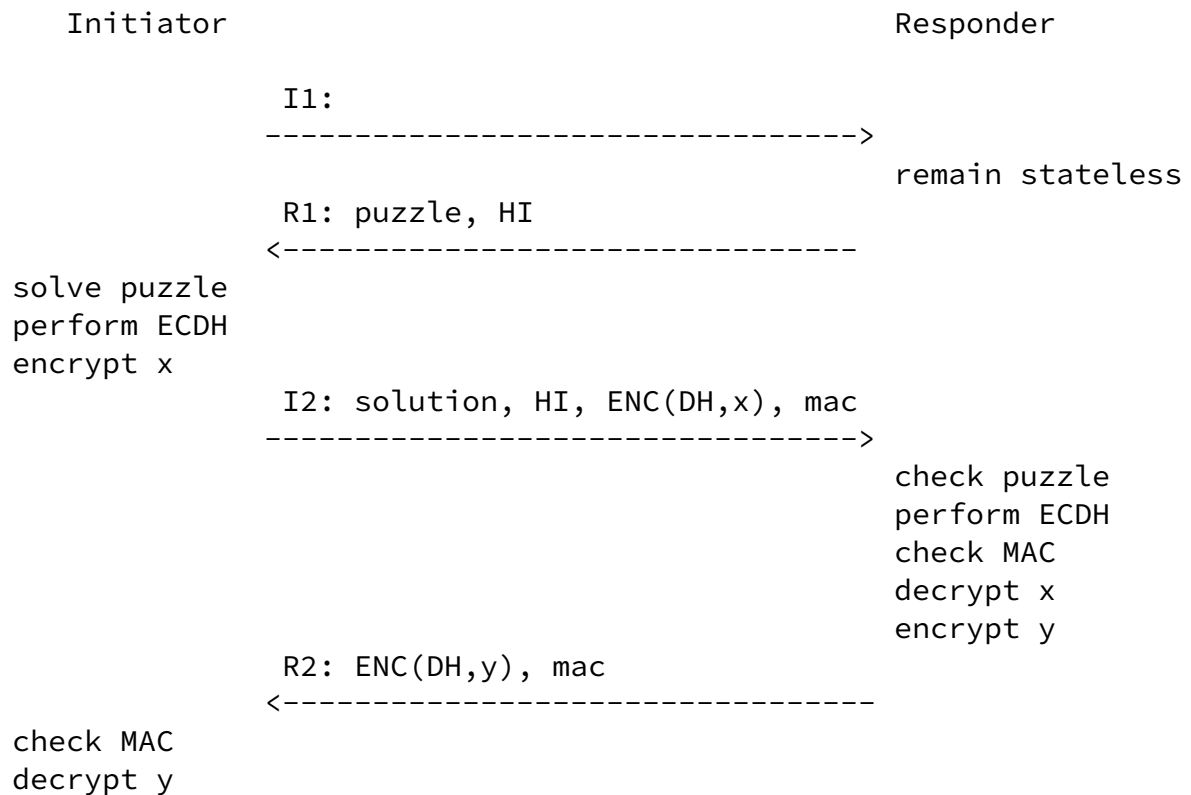 Initiator                                     Responder
I1:
--------------------------------->
remain stateless
R1: puzzle, HI
<--------------------------------
solve puzzle
perform ECDH
encrypt x
I2: solution, HI, ENC(DH,x), mac
--------------------------------->
check puzzle
perform ECDH
check MAC
decrypt x
encrypt y
R2: ENC(DH,y), mac
<---------------------------------
check MAC
decrypt y